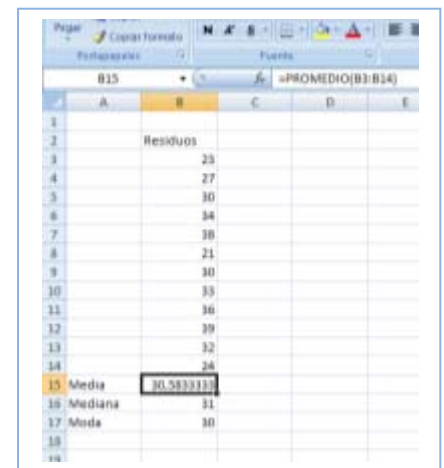 Pegar Copiar formato N K S A
Portapapeles Fuente
B15 fx =PROMEDIO(B3:B14)
A B C D E
1
2 Residuos
3 23
4 27
5 30
6 34
7 38
8 21
9 30
10 33
11 36
12 39
13 32
14 24
15 Media 30,5833333
16 Mediana 31
17 Moda 30
18
19